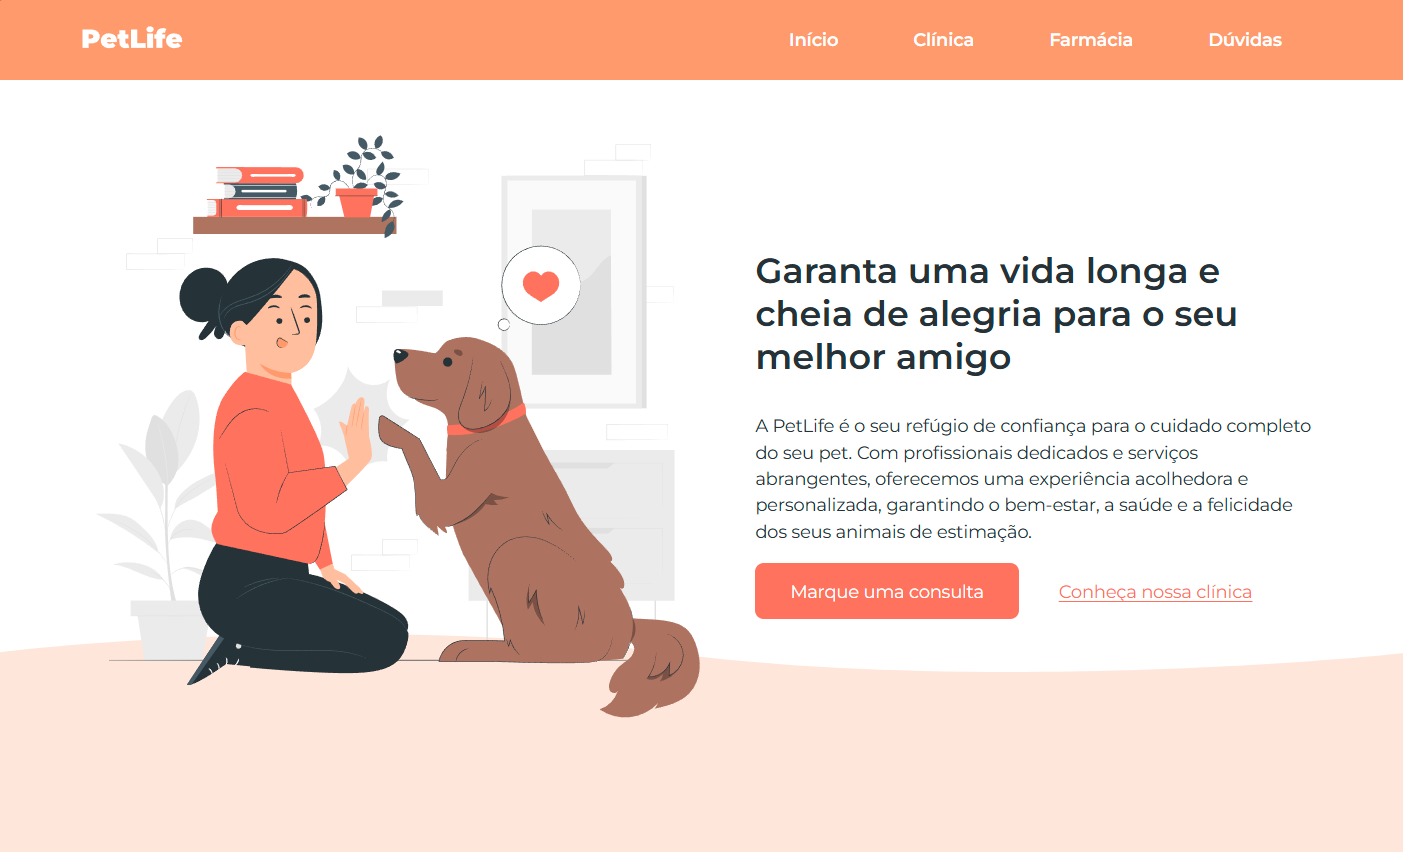 PetLife
Início
Clínica
Farmácia
Dúvidas
Garanta uma vida longa e
cheia de alegria para o seu
melhor amigo
A PetLife é o seu refúgio de confiança para o cuidado completo
do seu pet. Com profissionais dedicados e serviços
abrangentes, oferecemos uma experiência acolhedora e
personalizada, garantindo o bem-estar, a saúde e a felicidade
dos seus animais de estimação.
Marque uma consulta
Conheça nossa clínica